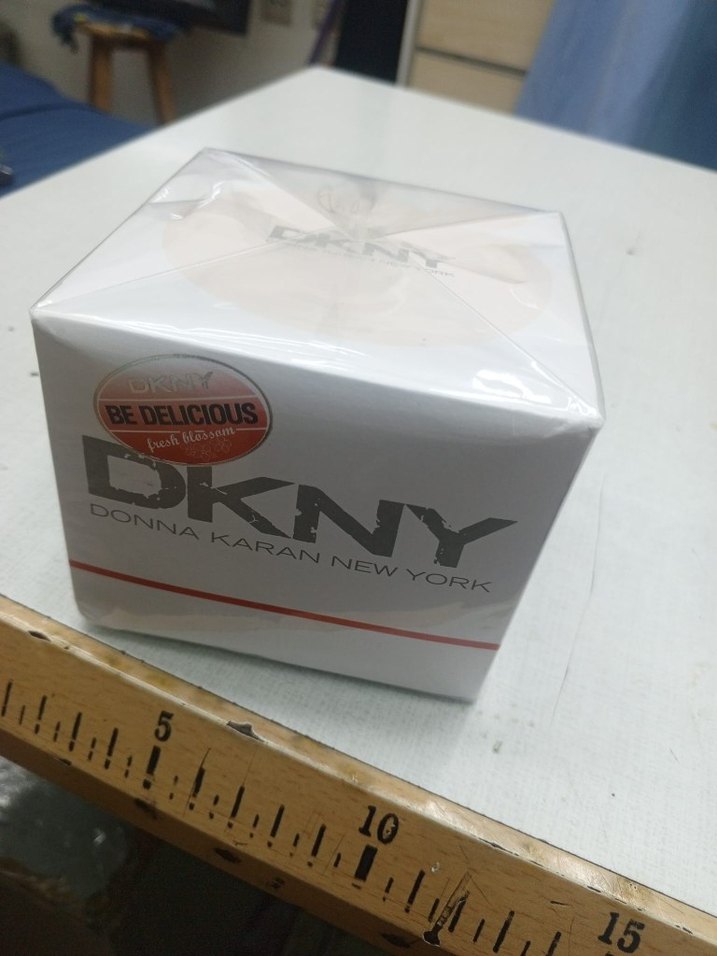 DKNY
DONNA KARAN NEW YORK
DKNY
BE DELICIOUS
fresh blossom
DKNY
DONNA KARAN NEW YORK
5
10
15